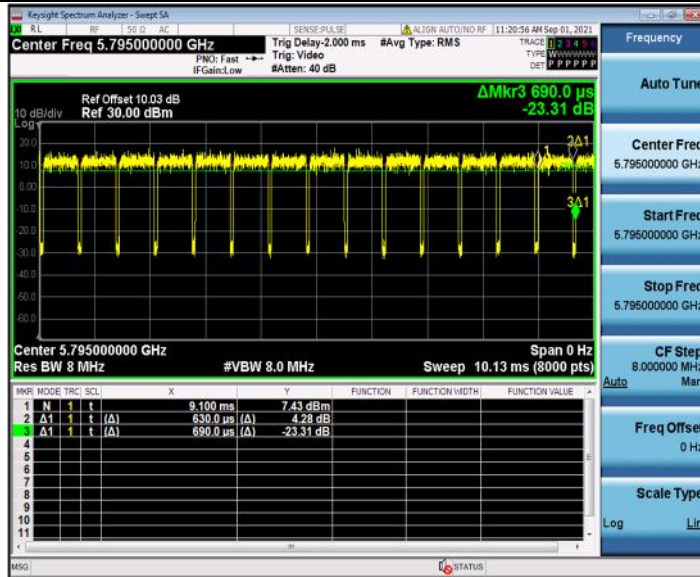 Keysight Spectrum Analyzer - Swept SA
LXI RL RF 50 Ω AC SENSE:PULSE ALIGN AUTO/NO RF 11:20:56 AM Sep 01, 2021
Center Freq 5.795000000 GHz
PNO: Fast
IFGain:Low
Trig Delay-2.000 ms
Trig: Video
#Atten: 40 dB
#Avg Type: RMS
TRACE 1 2 3 4 5 6
TYPE WWWWWW
DET P P P P P P
ΔMkr3 690.0 µs
-23.31 dB
Ref Offset 10.03 dB
10 dB/div Ref 30.00 dBm
Log
20.0
10.0
0.00
-10.0
-20.0
-30.0
-40.0
-50.0
-60.0
1
2Δ1
3Δ1
Center 5.795000000 GHz Span 0 Hz
Res BW 8 MHz #VBW 8.0 MHz Sweep 10.13 ms (8000 pts)
MKR MODE TRC SCL X Y FUNCTION FUNCTION WIDTH FUNCTION VALUE
1 N 1 t 9.100 ms 7.43 dBm
2 Δ1 1 t (Δ) 630.0 µs (Δ) 4.28 dB
3 Δ1 1 t (Δ) 690.0 µs (Δ) -23.31 dB
4
5
6
7
8
9
10
11
MSG STATUS
Frequency
Auto Tune
Center Freq
5.795000000 GHz
Start Freq
5.795000000 GHz
Stop Freq
5.795000000 GHz
CF Step
8.000000 MHz
Auto Man
Freq Offset
0 Hz
Scale Type
Log Lin